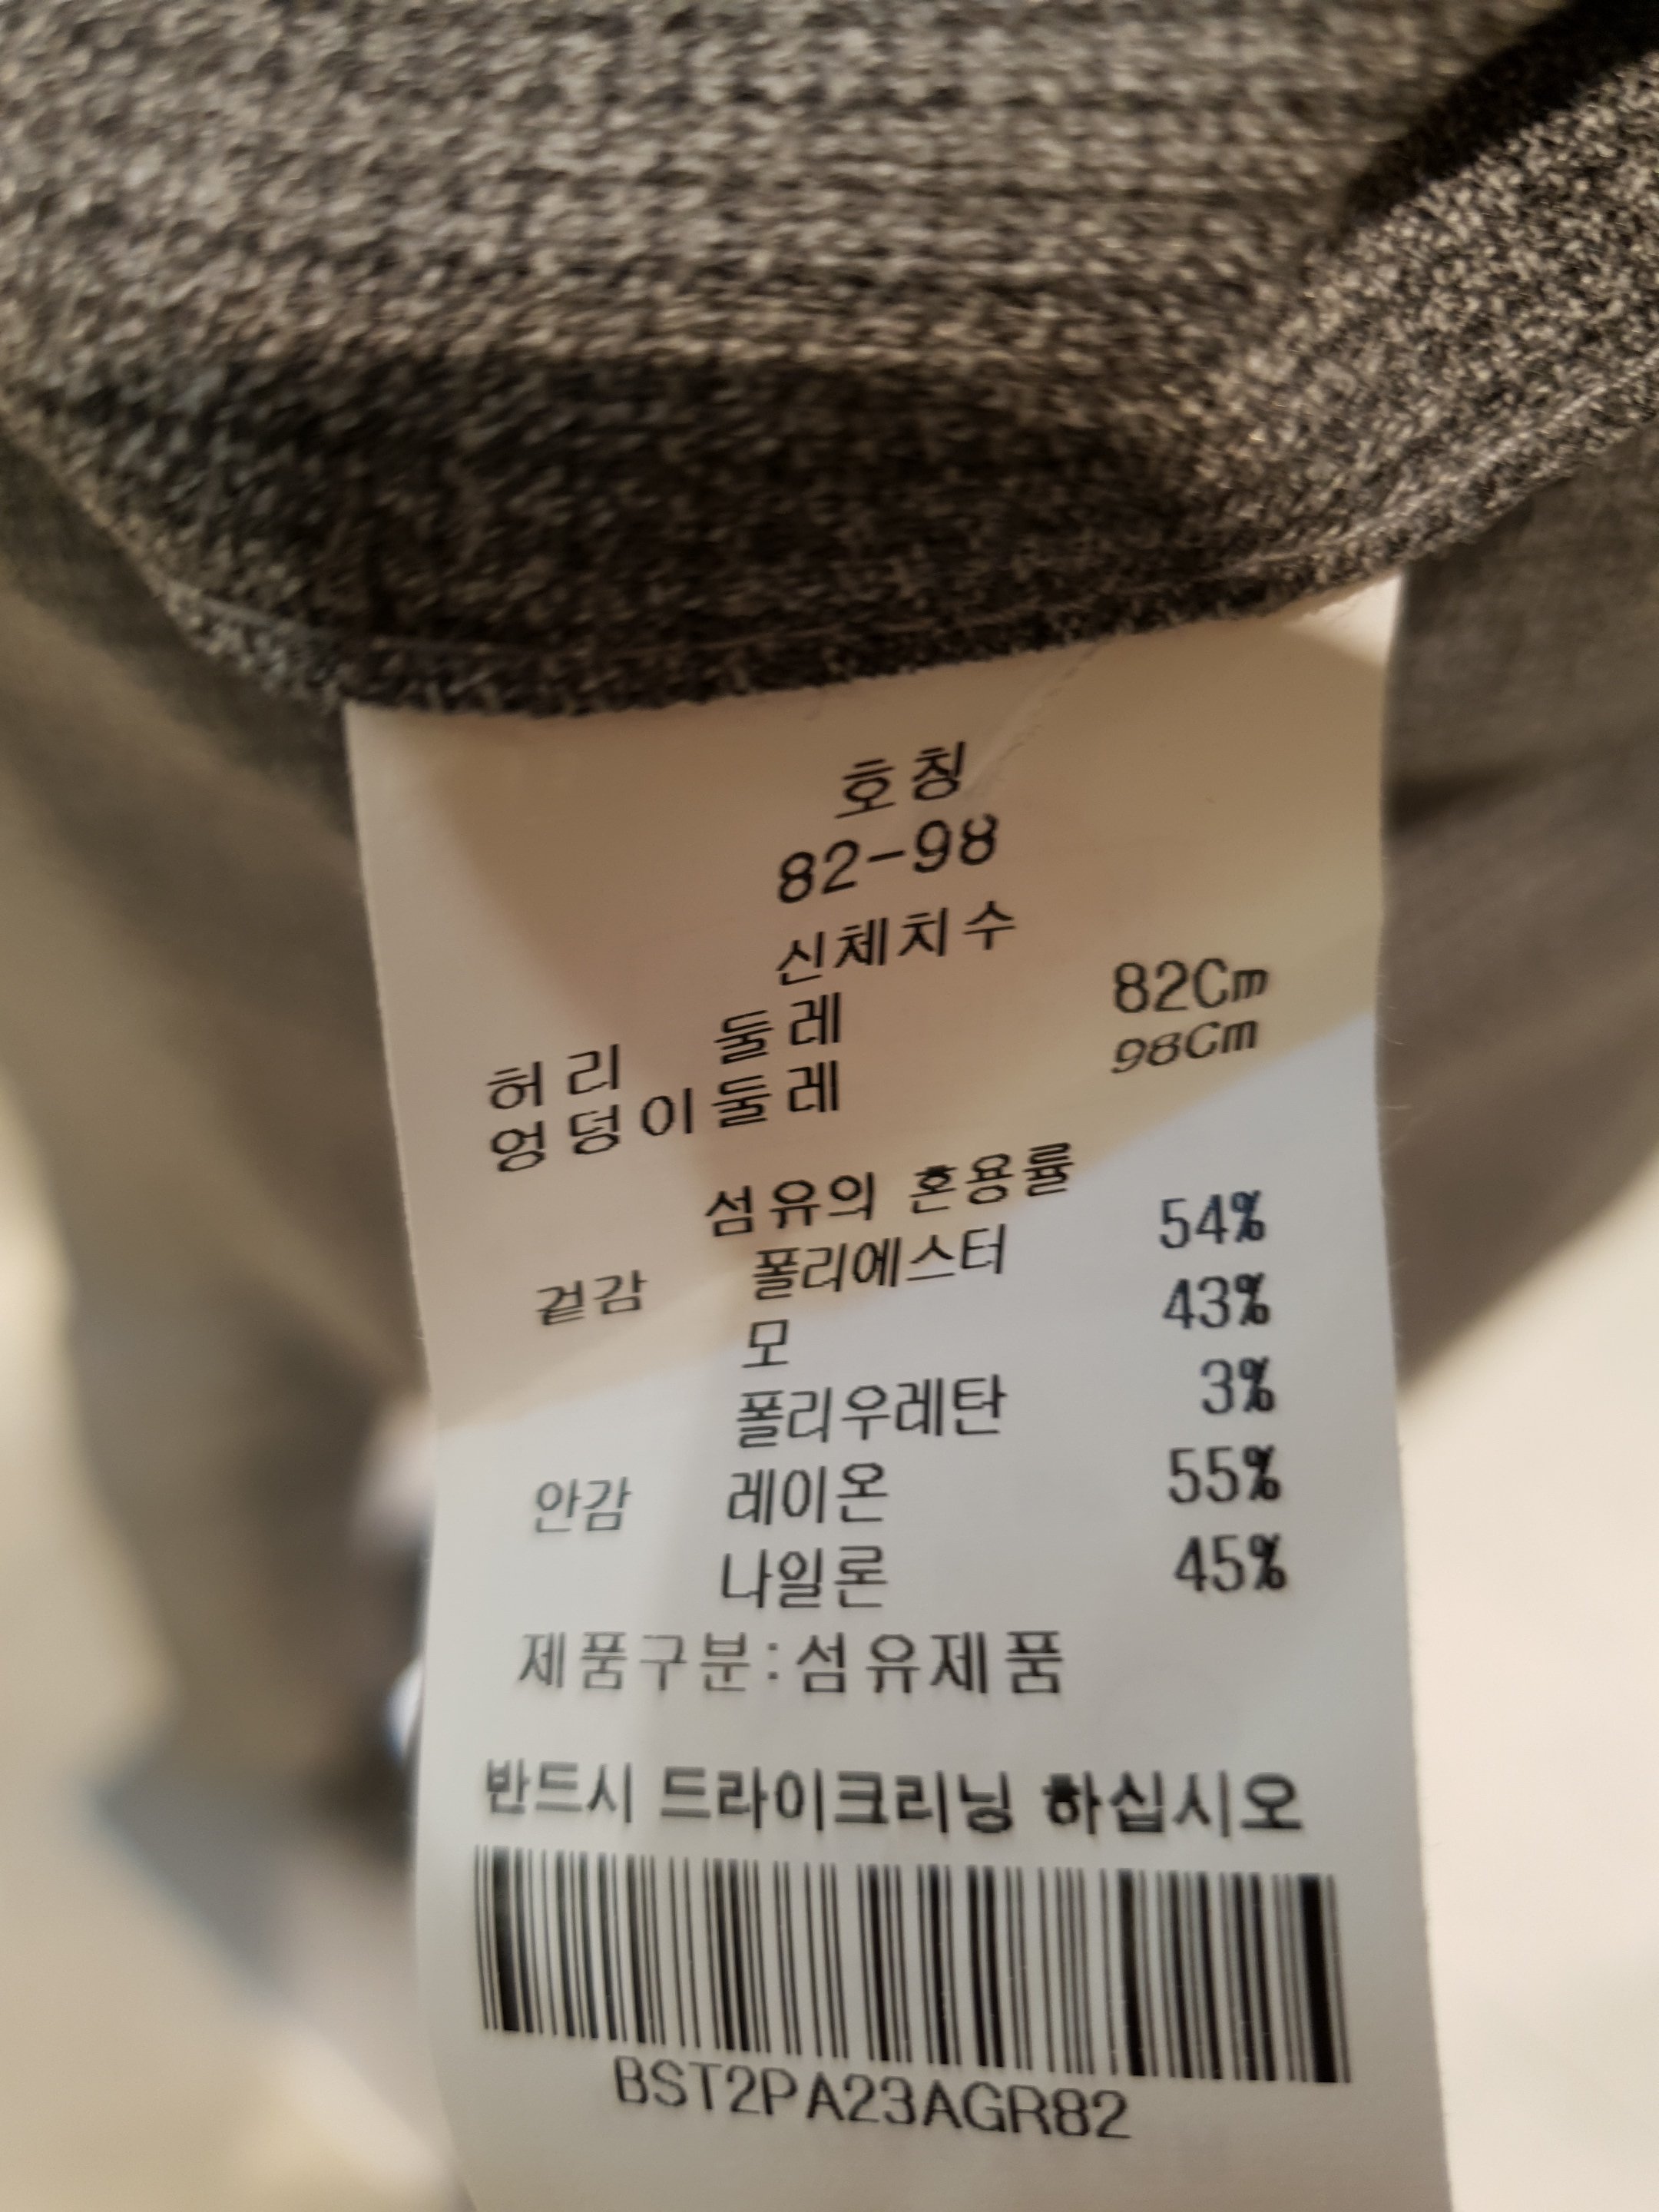 호칭
82-98
신체치수
허리 둘레 82Cm
엉덩이둘레 98Cm
섬유의 혼용률
겉감 폴리에스터 54%
모 43%
폴리우레탄 3%
안감 레이온 55%
나일론 45%
제품구분:섬유제품
반드시 드라이크리닝 하십시오
BST2PA23AGR82